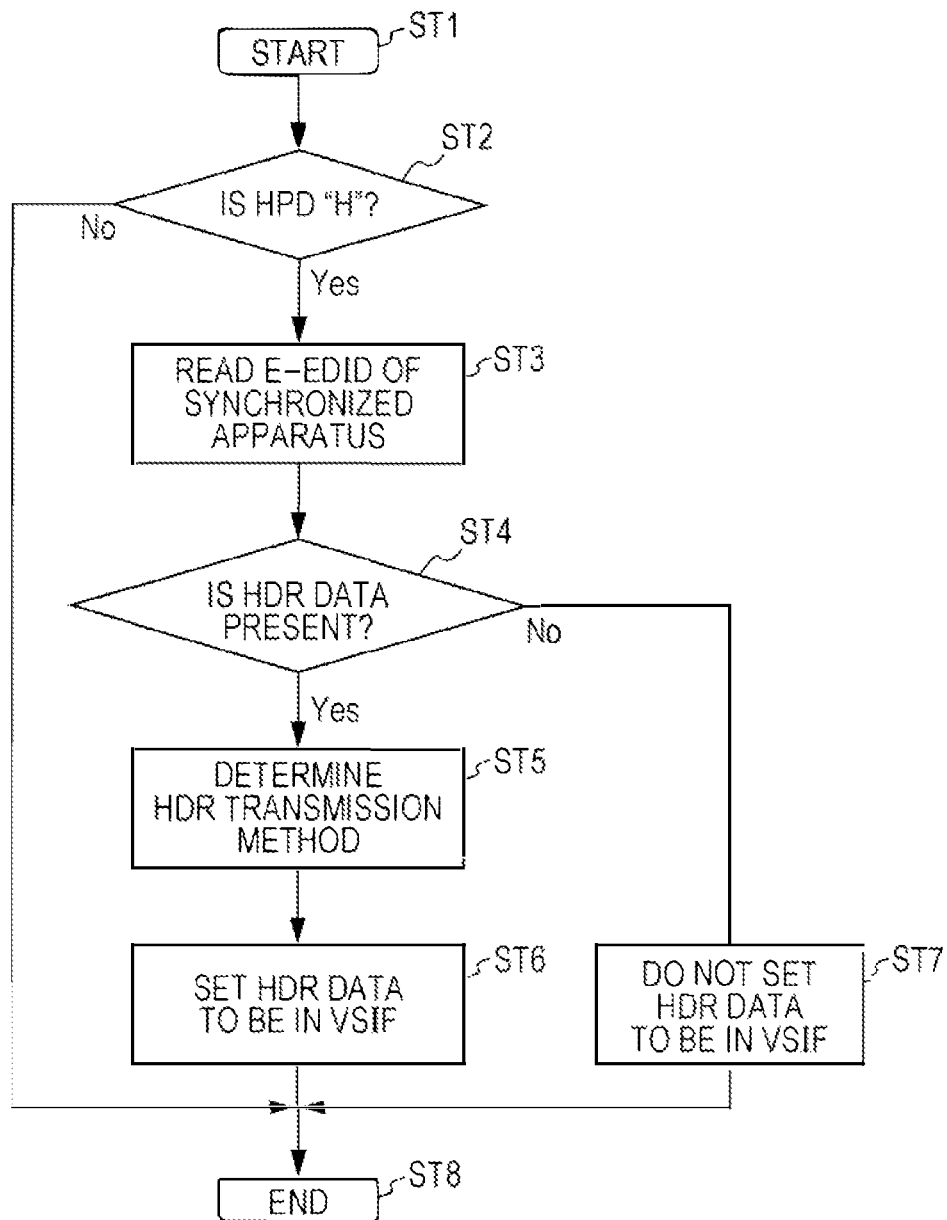 ST1
START
ST2
IS HPD “H”?
No
Yes
READ E-EDID OF
SYNCHRONIZED
APPARATUS
ST3
ST4
IS HDR DATA
PRESENT?
No
Yes
DETERMINE
HDR TRANSMISSION
METHOD
ST5
SET HDR DATA
TO BE IN VSIF
ST6
DO NOT SET
HDR DATA
TO BE IN VSIF
ST7
END
ST8